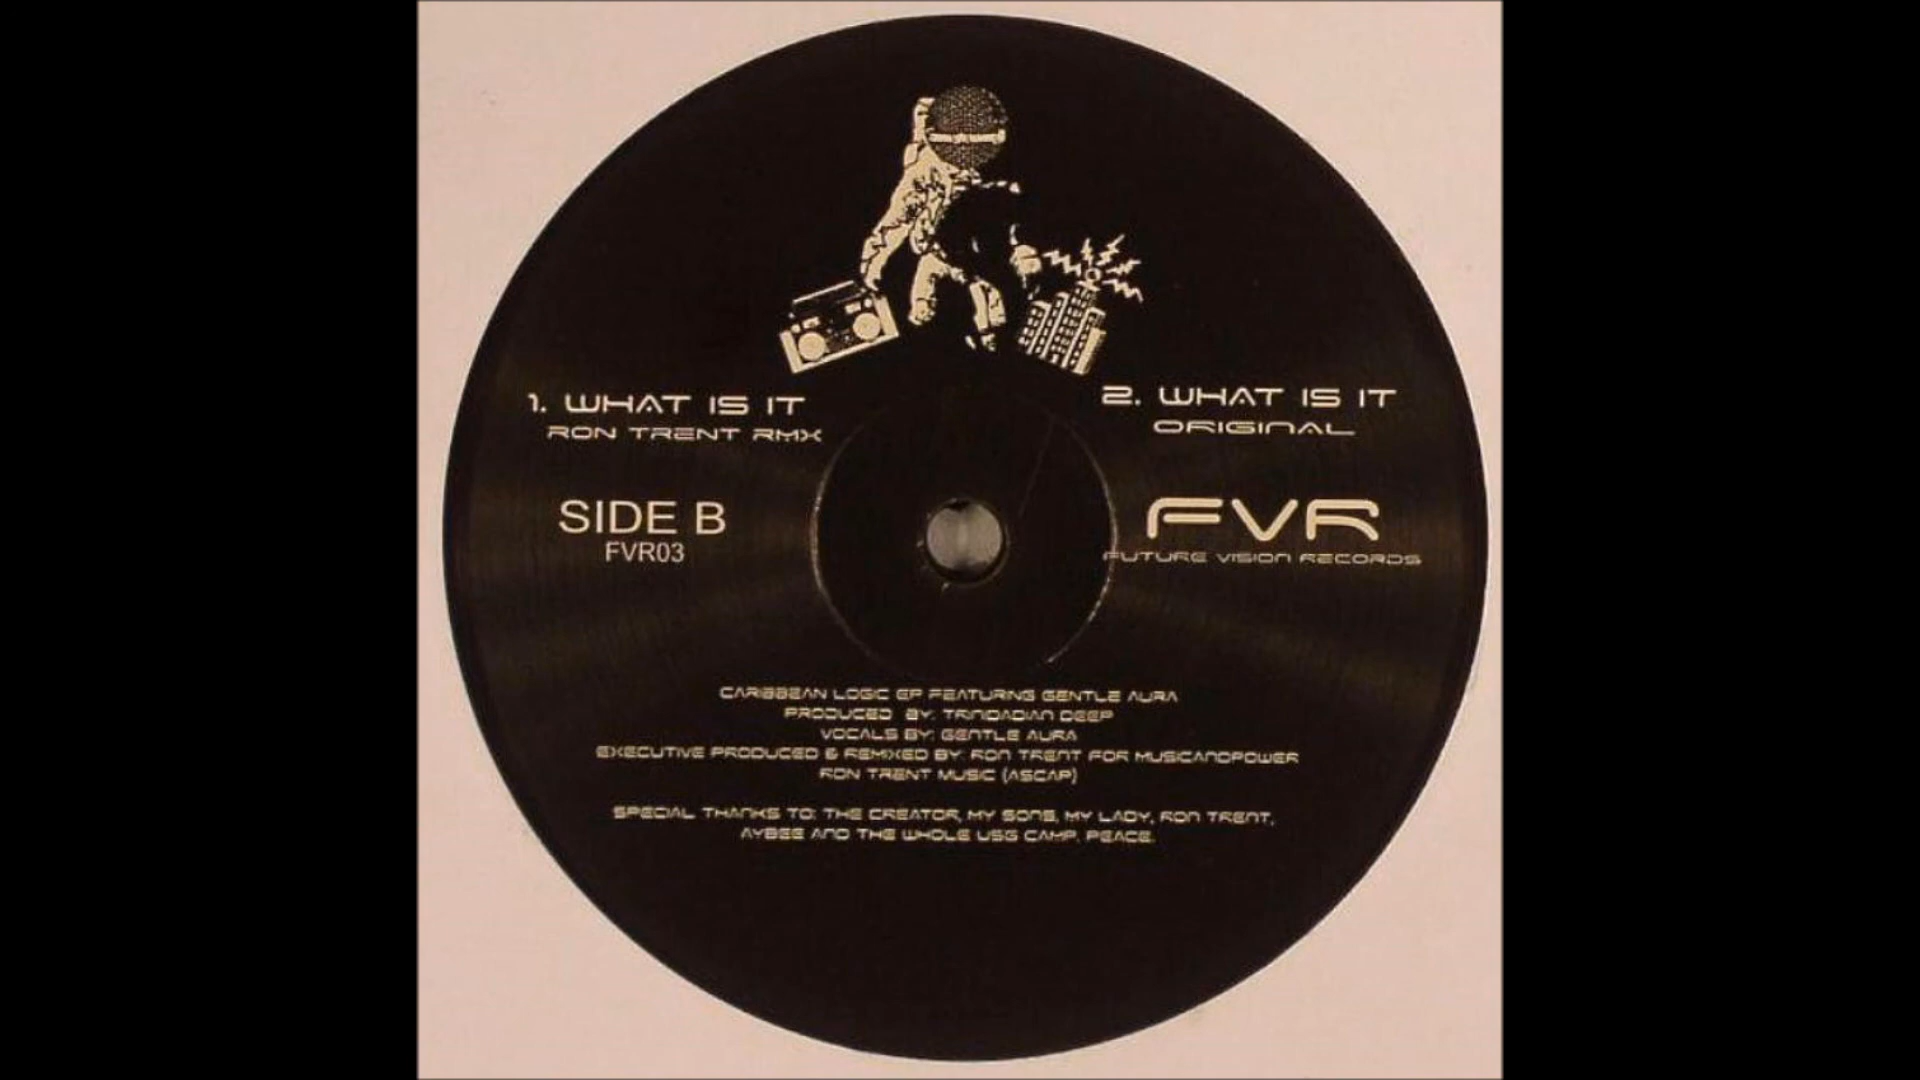 1. WHAT IS IT
RON TRENT RMX
2. WHAT IS IT
ORIGINAL
SIDE B
FVR03
FVR
FUTURE VISION RECORDS
CARIBBEAN LOGIC EP FEATURING GENTLE AURA
PRODUCED BY: TRINIDADIAN DEEP
VOCALS BY: GENTLE AURA
EXECUTIVE PRODUCED & REMIXED BY: RON TRENT FOR MUSICANDPOWER
RON TRENT MUSIC (ASCAP)
SPECIAL THANKS TO: THE CREATOR, MY SONS, MY LADY, RON TRENT,
AYBEE AND THE WHOLE USG CAMP. PEACE.